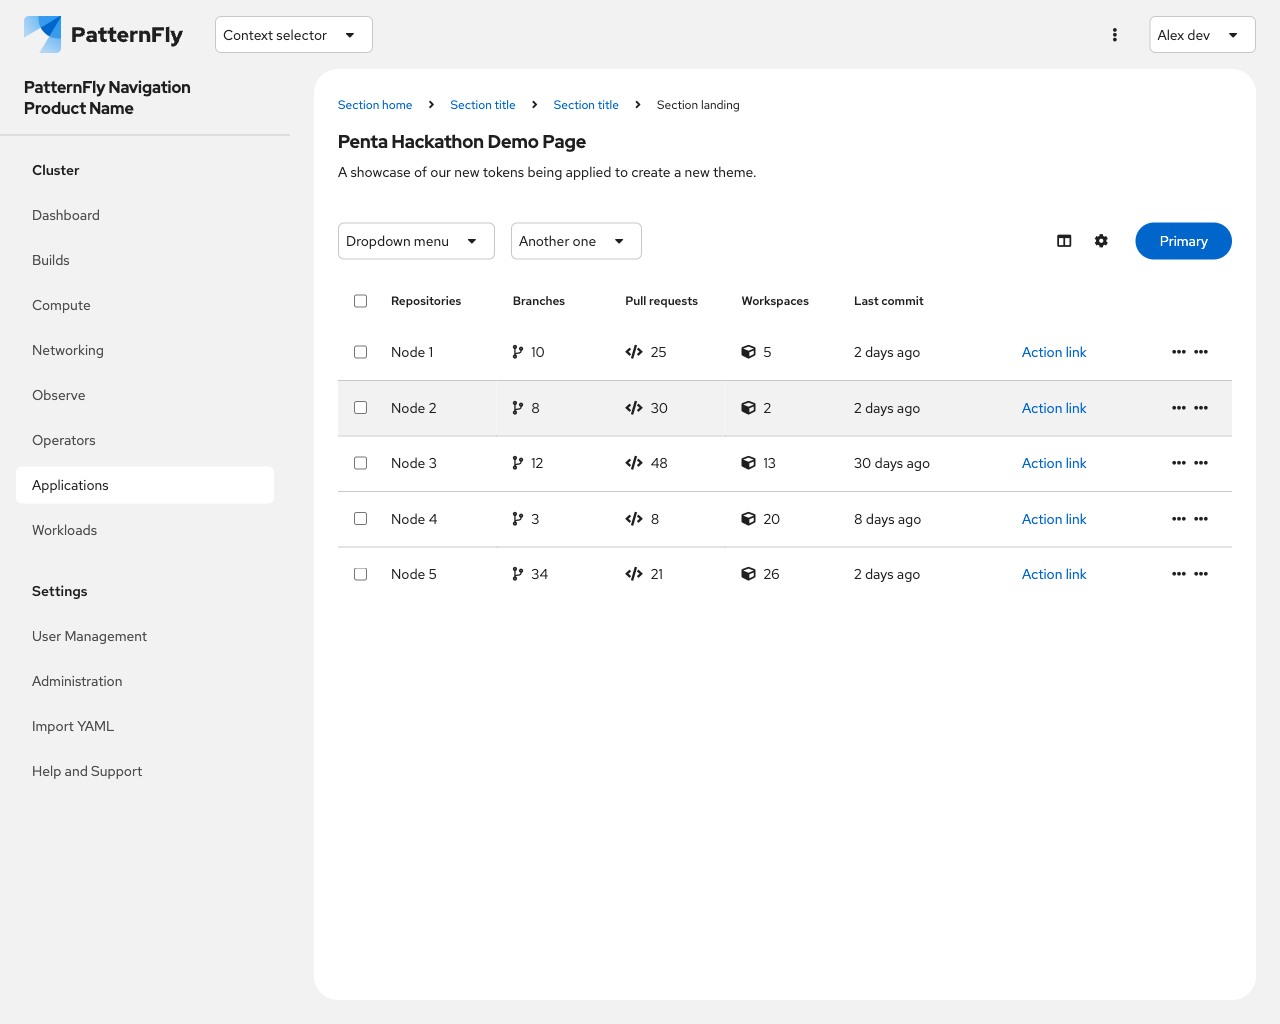 PatternFly
Context selector
Alex dev
PatternFly Navigation
Product Name
Cluster
Dashboard
Builds
Compute
Networking
Observe
Operators
Applications
Workloads
Settings
User Management
Administration
Import YAML
Help and Support
Section home
Section title
Section title
Section landing
Penta Hackathon Demo Page
A showcase of our new tokens being applied to create a new theme.
Dropdown menu
Another one
Primary
Repositories Branches Pull requests Workspaces Last commit
Node 1 10 25 5 2 days ago Action link
Node 2 8 30 2 2 days ago Action link
Node 3 12 48 13 30 days ago Action link
Node 4 3 8 20 8 days ago Action link
Node 5 34 21 26 2 days ago Action link